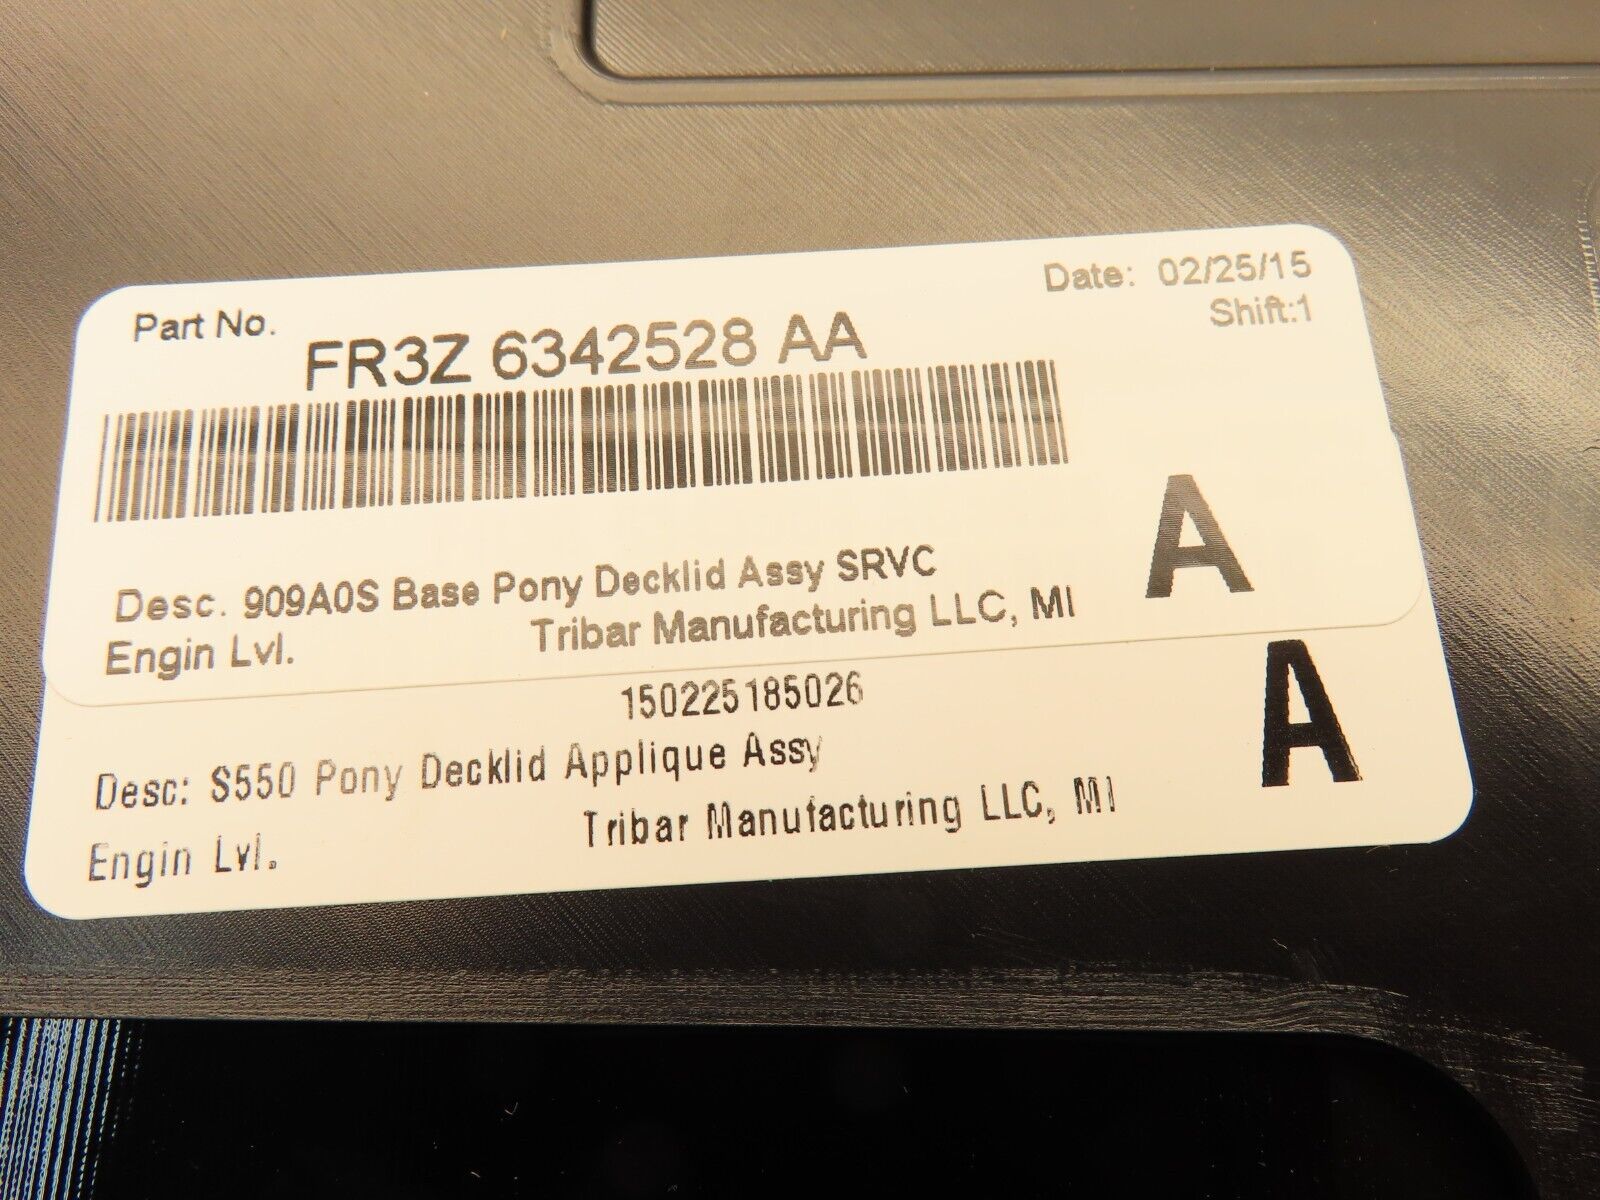 Date: 02/25/15
Part No.
Shift:1
FR3Z 6342528 AA
A
Desc. 909A0S Base Pony Decklid Assy SRVC
Engin Lvl.
Tribar Manufacturing LLC, MI
150225185026
A
Desc: S550 Pony Decklid Applique Assy
Tribar Manufacturing LLC, MI
Engin Lvl.